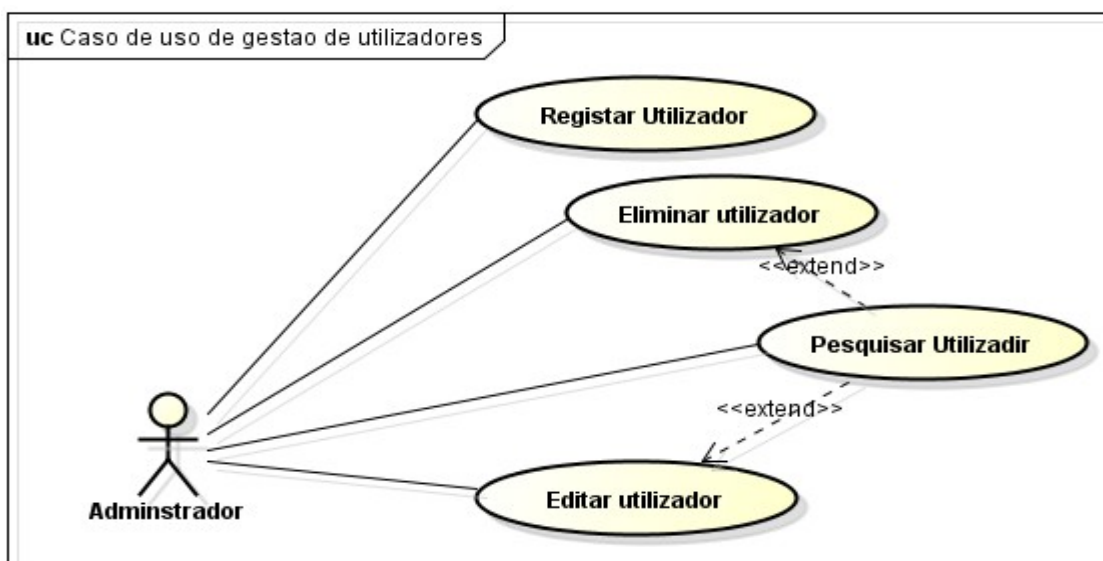 uc Caso de uso de gestao de utilizadores
Registar Utilizador
Eliminar utilizador
<<extend>>
Pesquisar Utilizadir
<<extend>>
Editar utilizador
Adminstrador